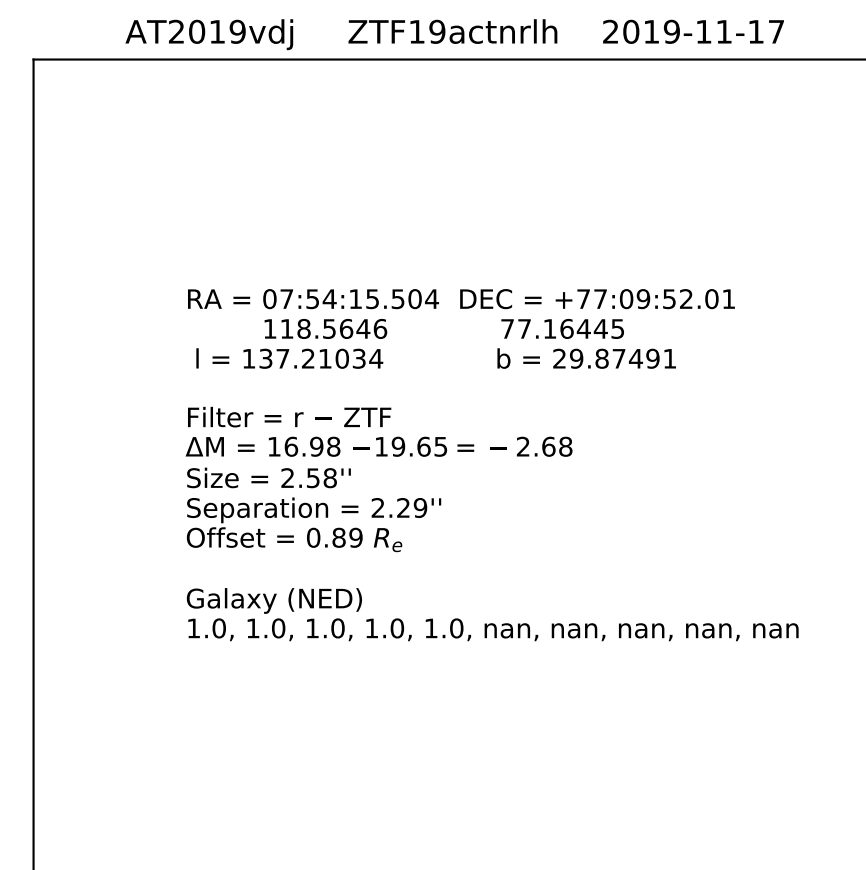 AT2019vdj ZTF19actnrlh 2019-11-17
RA = 07:54:15.504 DEC = +77:09:52.01
118.5646 77.16445
l = 137.21034 b = 29.87491
Filter = r − ZTF
ΔM = 16.98 −19.65 = − 2.68
Size = 2.58''
Separation = 2.29''
Offset = 0.89 Re
Galaxy (NED)
1.0, 1.0, 1.0, 1.0, 1.0, nan, nan, nan, nan, nan